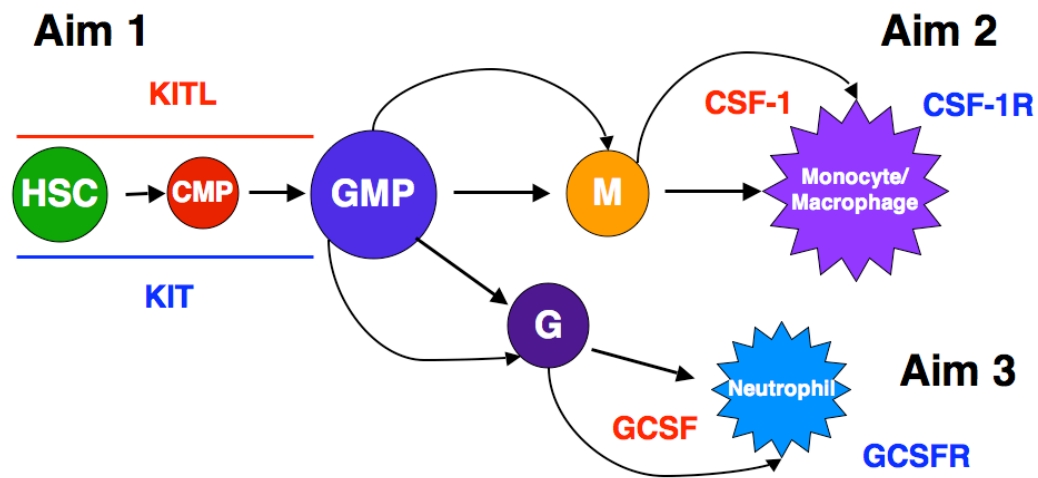 Aim 1
Aim 2
KITL
CSF-1
CSF-1R
HSC
CMP
GMP
M
Monocyte/
Macrophage
KIT
G
Neutrophil
Aim 3
GCSF
GCSFR